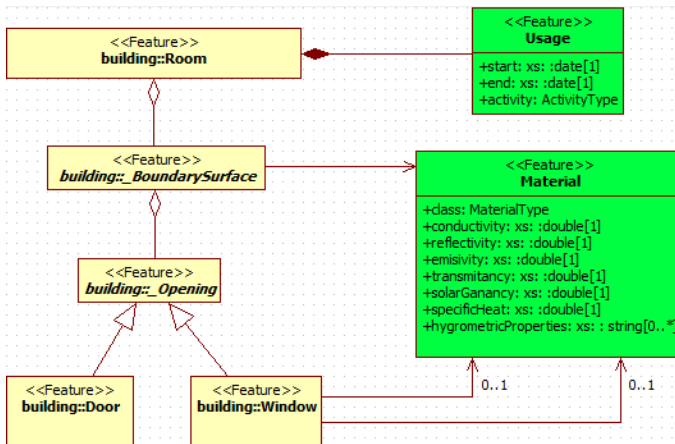 <<Feature>>
building::Room
<<Feature>>
Usage
+start: xs: :date[1]
+end: xs: :date[1]
+activity: ActivityType
<<Feature>>
building::_BoundarySurface
<<Feature>>
Material
+class: MaterialType
+conductivity: xs: :double[1]
+reflectivity: xs: :double[1]
+emisivity: xs: :double[1]
+transmitancy: xs: :double[1]
+solarGanancy: xs: :double[1]
+specificHeat: xs: :double[1]
+hygrometricProperties: xs: : string[0..*]
<<Feature>>
building::_Opening
<<Feature>>
building::Door
<<Feature>>
building::Window
0..1
0..1